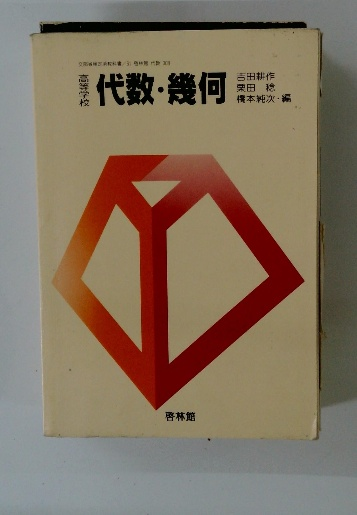 高等学校
代数・幾何
吉田耕作
栗田 稔
橋本純次・編
啓林館